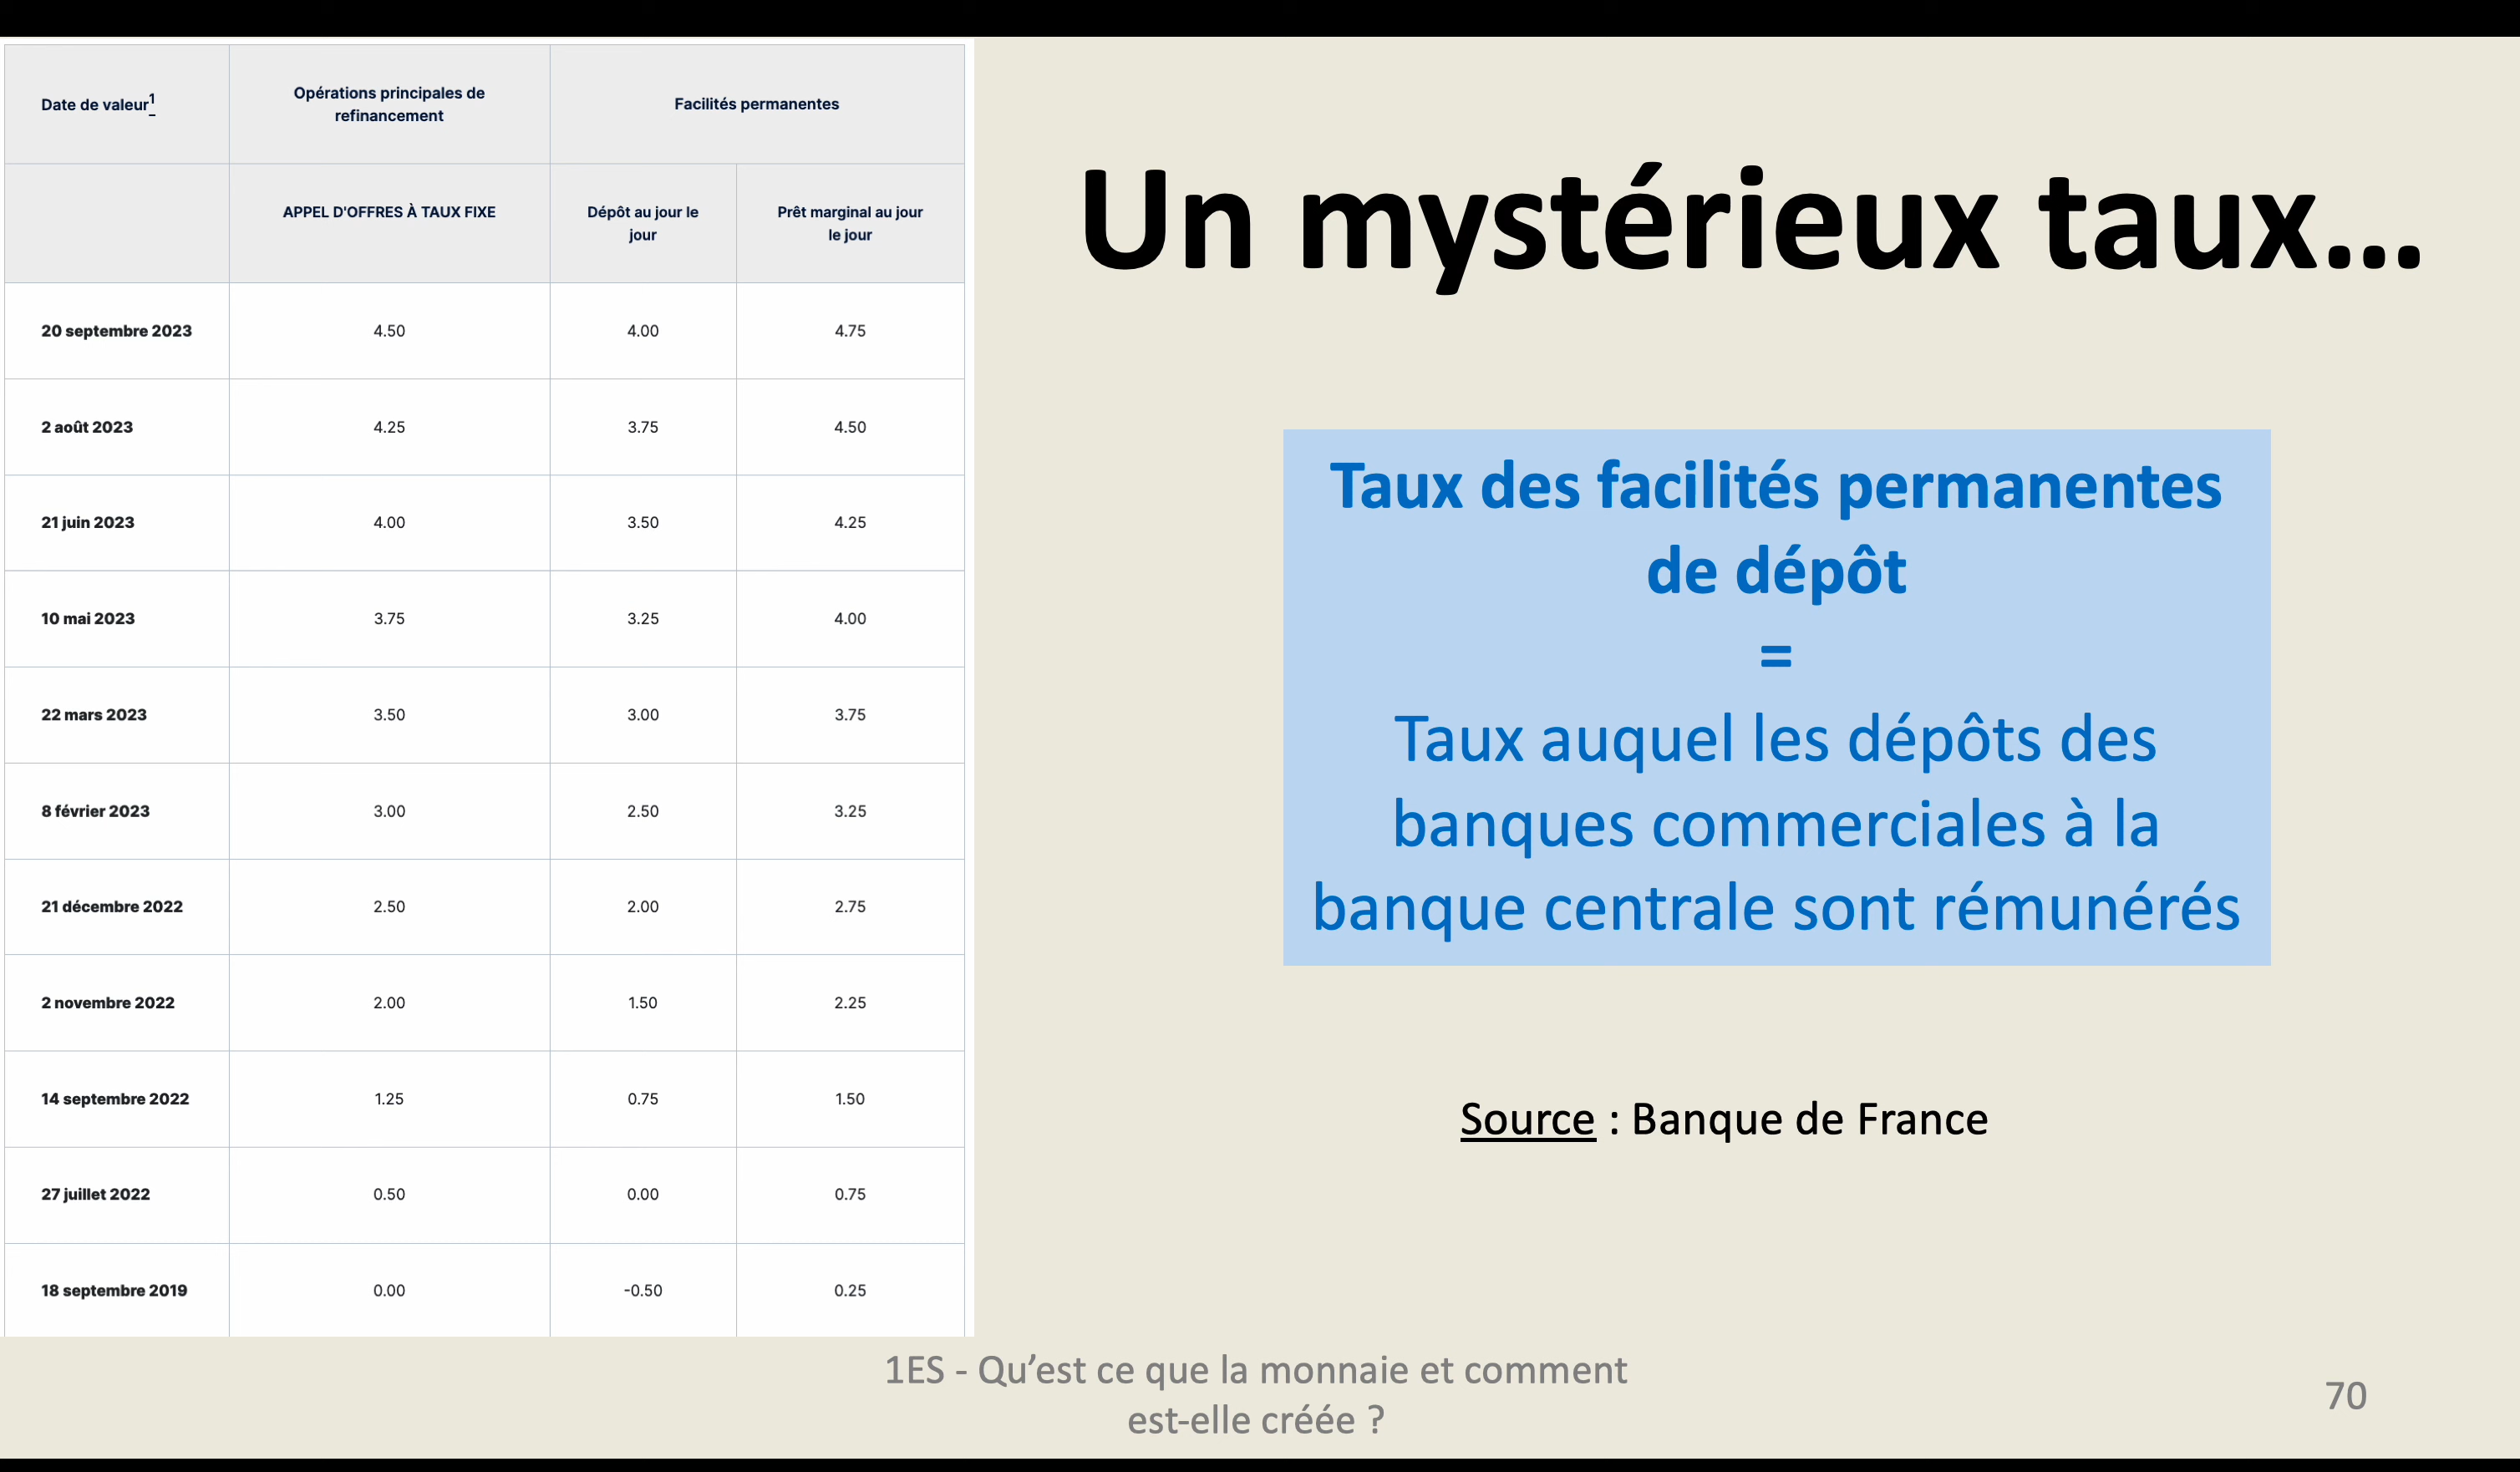 Date de valeur1
Opérations principales de
refinancement
Facilités permanentes
APPEL D'OFFRES À TAUX FIXE
Dépôt au jour le
jour
Prêt marginal au jour
le jour
20 septembre 2023 4.50 4.00 4.75
2 août 2023 4.25 3.75 4.50
21 juin 2023 4.00 3.50 4.25
10 mai 2023 3.75 3.25 4.00
22 mars 2023 3.50 3.00 3.75
8 février 2023 3.00 2.50 3.25
21 décembre 2022 2.50 2.00 2.75
2 novembre 2022 2.00 1.50 2.25
14 septembre 2022 1.25 0.75 1.50
27 juillet 2022 0.50 0.00 0.75
18 septembre 2019 0.00 -0.50 0.25
Un mystérieux taux...
Taux des facilités permanentes
de dépôt
=
Taux auquel les dépôts des
banques commerciales à la
banque centrale sont rémunérés
Source : Banque de France
1ES - Qu’est ce que la monnaie et comment
est-elle créée ?
70